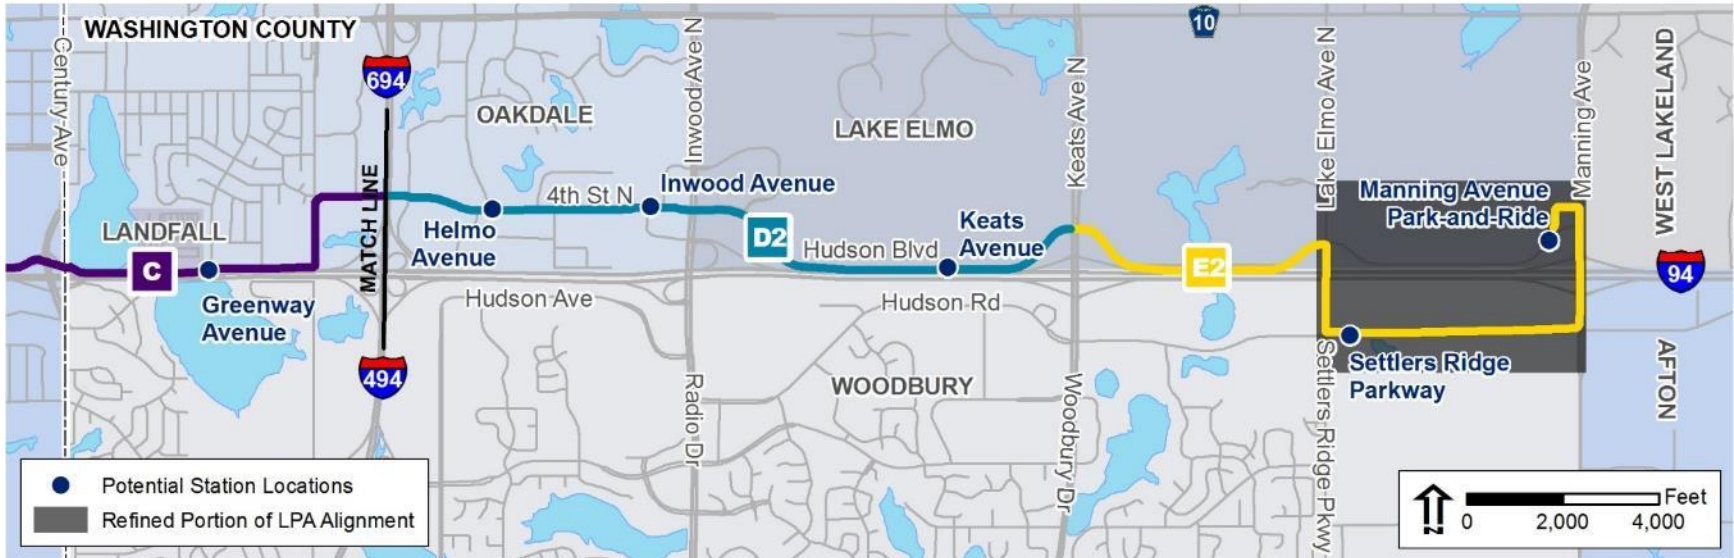 WASHINGTON COUNTY
Century Ave
694
OAKDALE
Inwood Ave N
LAKE ELMO
Keats Ave N
10
Lake Elmo Ave N
Manning Ave
WEST LAKELAND
MATCH LINE
4th St N
Inwood Avenue
Manning Avenue
Park-and-Ride
LANDFALL
Helmo
Avenue
D2
Hudson Blvd
Keats
Avenue
C
E2
94
Greenway
Avenue
Hudson Ave
Hudson Rd
494
Radio Dr
WOODBURY
Woodbury Dr
Settlers Ridge Pkwy
Settlers Ridge
Parkway
AFTON
Potential Station Locations
Refined Portion of LPA Alignment
N
Feet
0 2,000 4,000